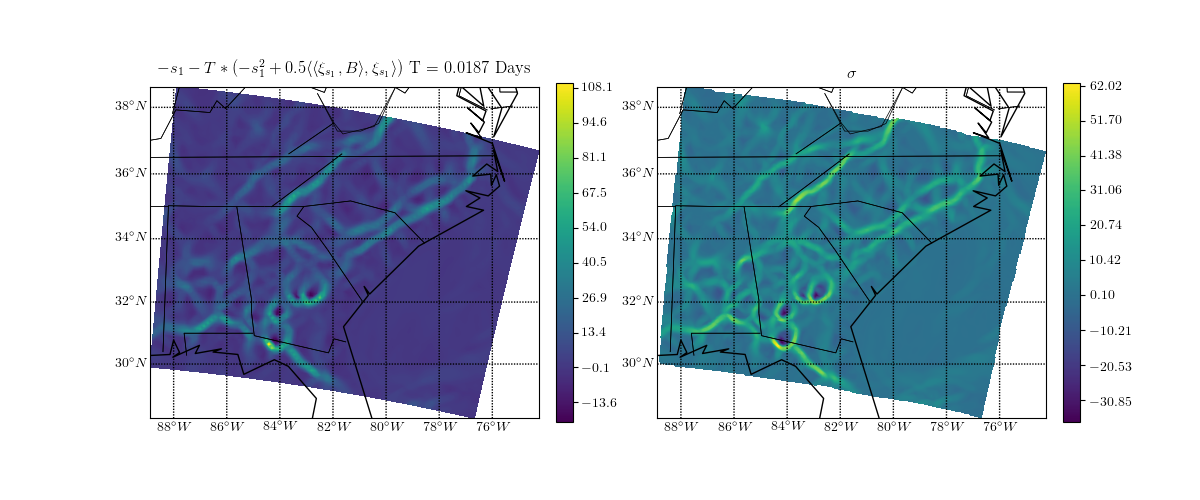 $-s_1 - T * (-s_1^2 + 0.5\langle\langle \xi_{s_1}, B\rangle, \xi_{s_1}\rangle)$ T = 0.0187 Days
38°N
36°N
34°N
32°N
30°N
88°W 86°W 84°W 82°W 80°W 78°W 76°W
108.1
94.6
81.1
67.5
54.0
40.5
26.9
13.4
−0.1
−13.6
σ
38°N
36°N
34°N
32°N
30°N
88°W 86°W 84°W 82°W 80°W 78°W 76°W
62.02
51.70
41.38
31.06
20.74
10.42
0.10
−10.21
−20.53
−30.85